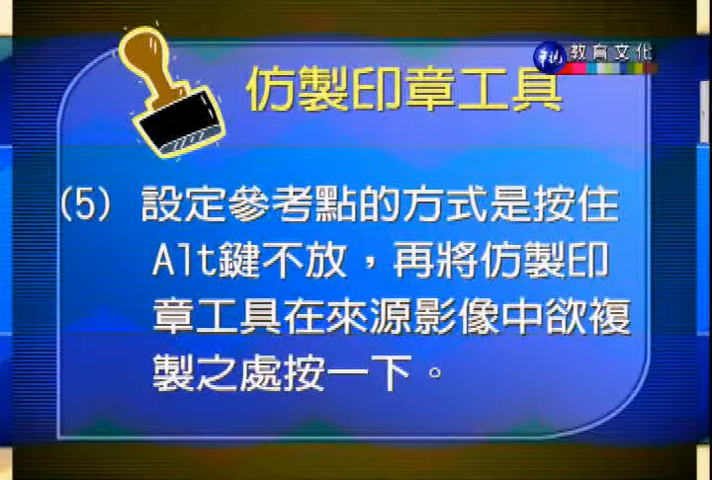 華視 教育文化
仿製印章工具
(5) 設定參考點的方式是按住
Alt鍵不放，再將仿製印
章工具在來源影像中欲複
製之處按一下。